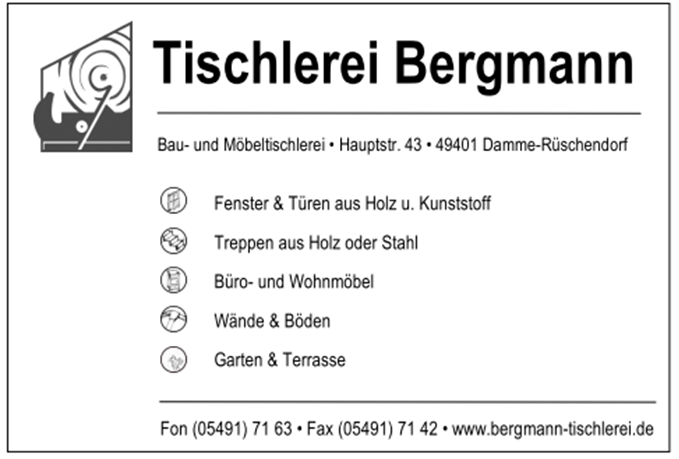 Tischlerei Bergmann
Bau- und Möbeltischlerei • Hauptstr. 43 • 49401 Damme-Rüschendorf
Fenster & Türen aus Holz u. Kunststoff
Treppen aus Holz oder Stahl
Büro- und Wohnmöbel
Wände & Böden
Garten & Terrasse
Fon (05491) 71 63 • Fax (05491) 71 42 • www.bergmann-tischlerei.de